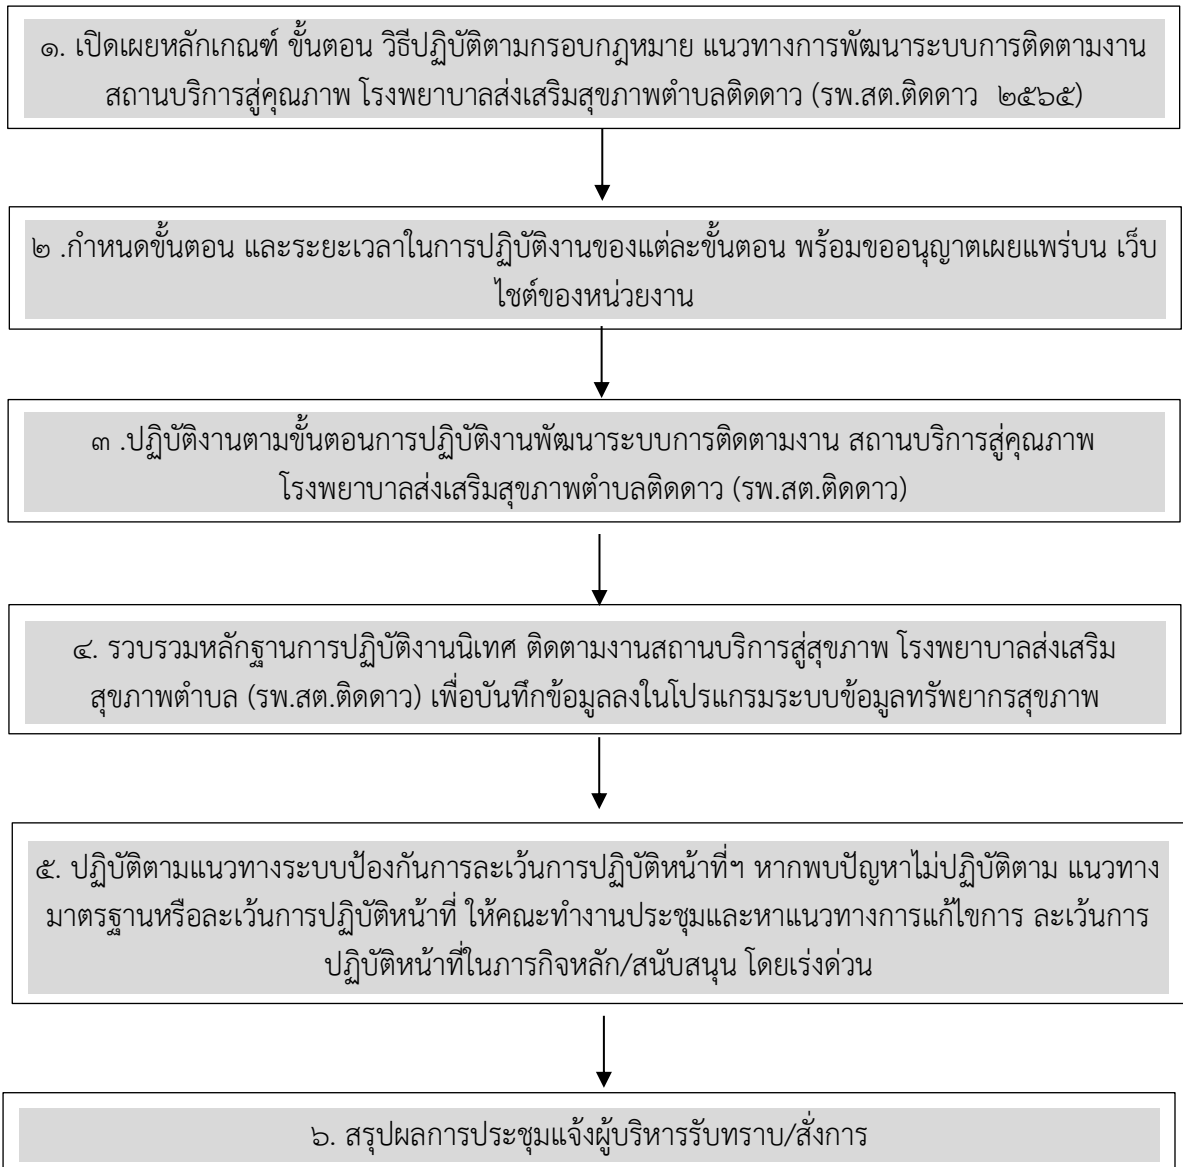 ๑. เปิดเผยหลักเกณฑ์ ขั้นตอน วิธีปฏิบัติตามกรอบกฎหมาย แนวทางการพัฒนาระบบการติดตามงาน
สถานบริการสู่คุณภาพ โรงพยาบาลส่งเสริมสุขภาพตำบลติดดาว (รพ.สต.ติดดาว ๒๕๖๕)
๒ .กำหนดขั้นตอน และระยะเวลาในการปฏิบัติงานของแต่ละขั้นตอน พร้อมขออนุญาตเผยแพร่บน เว็บ
ไซต์ของหน่วยงาน
๓ .ปฏิบัติงานตามขั้นตอนการปฏิบัติงานพัฒนาระบบการติดตามงาน สถานบริการสู่คุณภาพ
โรงพยาบาลส่งเสริมสุขภาพตำบลติดดาว (รพ.สต.ติดดาว)
๔. รวบรวมหลักฐานการปฏิบัติงานนิเทศ ติดตามงานสถานบริการสู่สุขภาพ โรงพยาบาลส่งเสริม
สุขภาพตำบล (รพ.สต.ติดดาว) เพื่อบันทึกข้อมูลลงในโปรแกรมระบบข้อมูลทรัพยากรสุขภาพ
๕. ปฏิบัติตามแนวทางระบบป้องกันการละเว้นการปฏิบัติหน้าที่ฯ หากพบปัญหาไม่ปฏิบัติตาม แนวทาง
มาตรฐานหรือละเว้นการปฏิบัติหน้าที่ ให้คณะทำงานประชุมและหาแนวทางการแก้ไขการ ละเว้นการ
ปฏิบัติหน้าที่ในภารกิจหลัก/สนับสนุน โดยเร่งด่วน
๖. สรุปผลการประชุมแจ้งผู้บริหารรับทราบ/สั่งการ